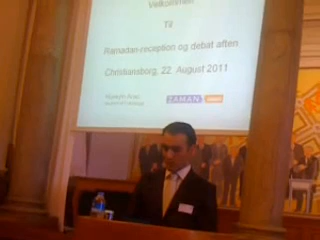 Velkommen
Til
Ramadan-reception og debat aften
Christiansborg, 22. August 2011
ZAMAN